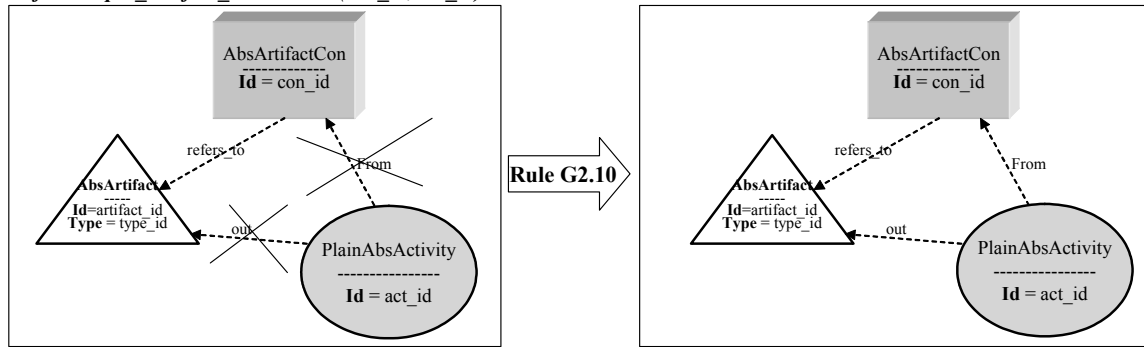 AbsArtifactCon
-------------
Id = con_id
refers_to
From
AbsArtifact
-----
Id=artifact_id
Type = type_id
out
PlainAbsActivity
----------------
Id = act_id
Rule G2.10
AbsArtifactCon
-------------
Id = con_id
refers_to
From
AbsArtifact
-----
Id=artifact_id
Type = type_id
out
PlainAbsActivity
----------------
Id = act_id